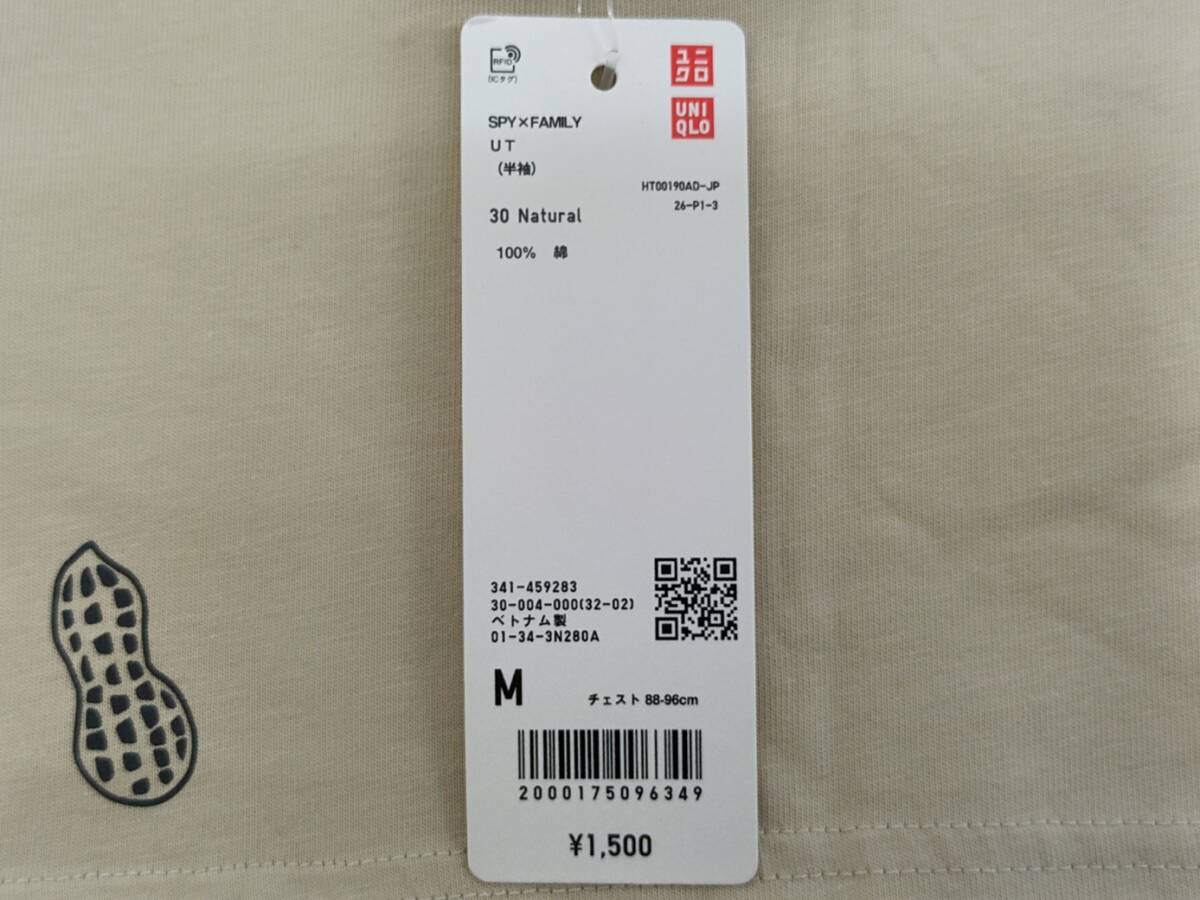 RFID
(ICタグ)
ユニ
クロ
UNI
QLO
SPY×FAMILY
UT
(半袖)
HT00190AD-JP
26-P1-3
30 Natural
100% 綿
341-459283
30-004-000(32-02)
ベトナム製
01-34-3N280A
M
チェスト 88-96cm
2000175096349
¥1,500